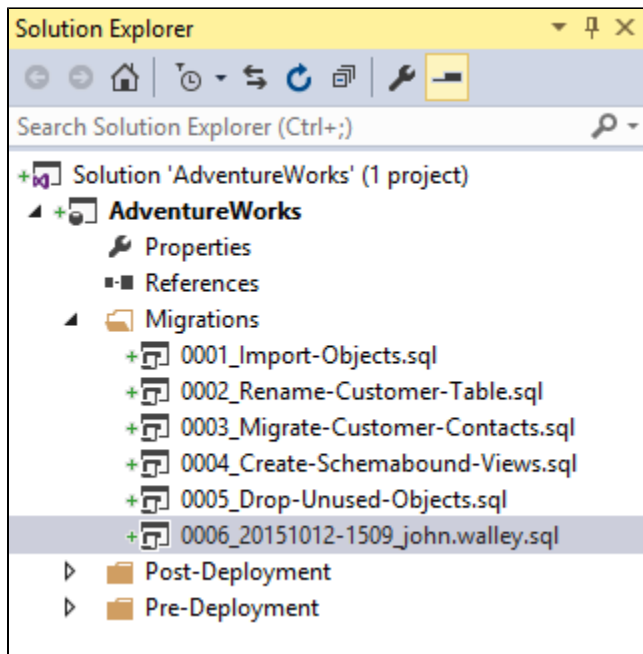 Solution Explorer
Search Solution Explorer (Ctrl+;)
Solution 'AdventureWorks' (1 project)
AdventureWorks
Properties
References
Migrations
0001_Import-Objects.sql
0002_Rename-Customer-Table.sql
0003_Migrate-Customer-Contacts.sql
0004_Create-Schemabound-Views.sql
0005_Drop-Unused-Objects.sql
0006_20151012-1509_john.walley.sql
Post-Deployment
Pre-Deployment